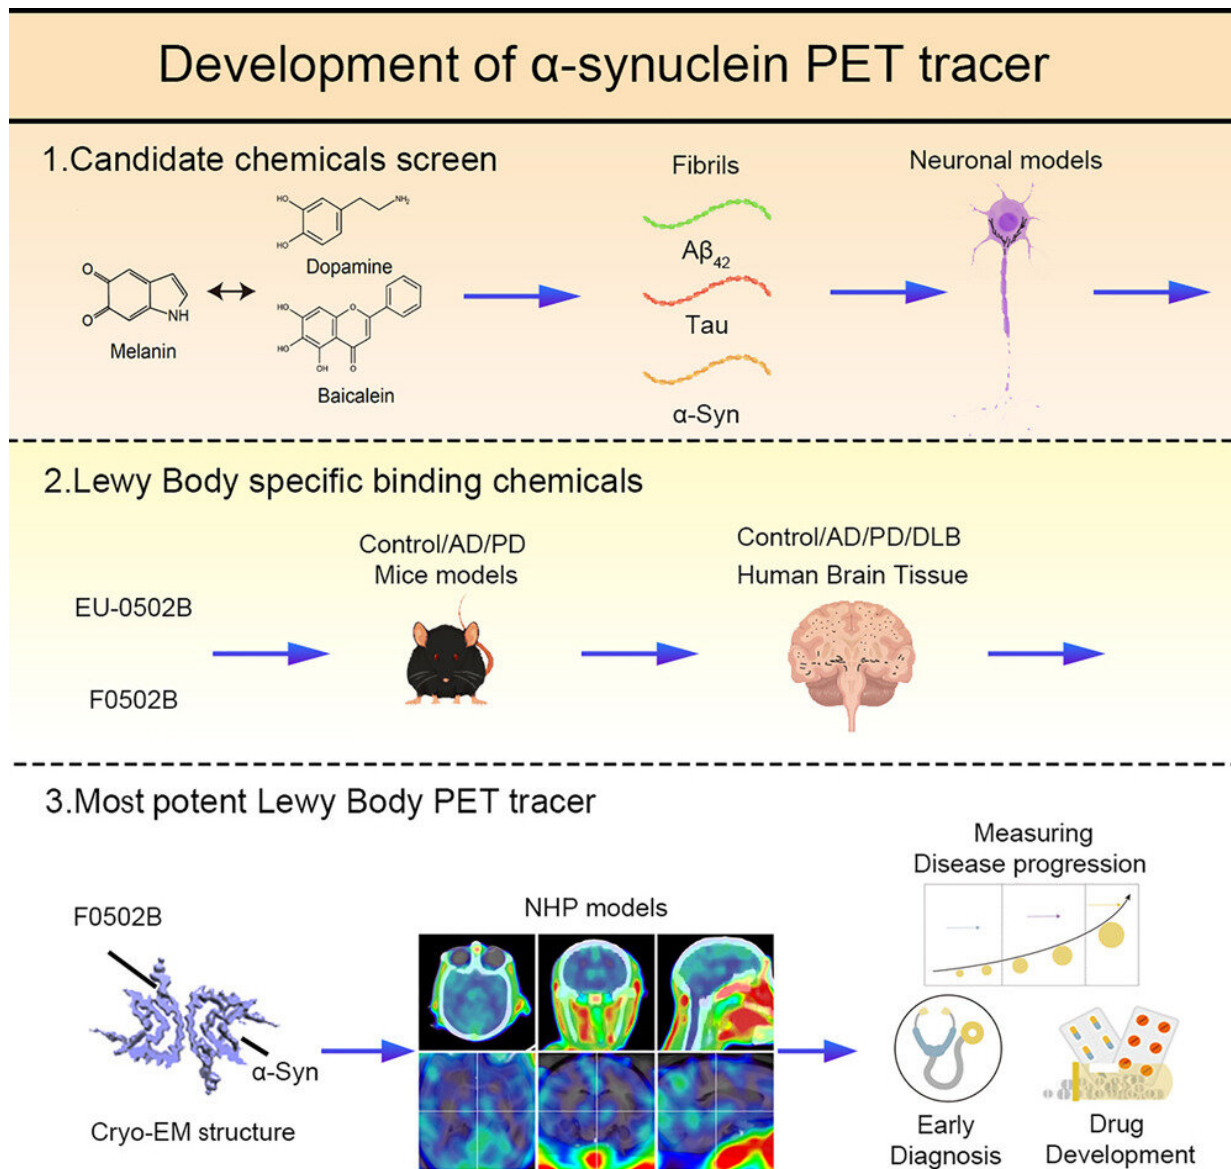 Development of α-synuclein PET tracer
1.Candidate chemicals screen
HO
HO
NH₂
Dopamine
O
O
NH
Melanin
HO
HO
OH
O
O
Baicalein
Fibrils
Aβ₄₂
Tau
α-Syn
Neuronal models
2.Lewy Body specific binding chemicals
EU-0502B
F0502B
Control/AD/PD
Mice models
Control/AD/PD/DLB
Human Brain Tissue
3.Most potent Lewy Body PET tracer
F0502B
α-Syn
Cryo-EM structure
NHP models
Measuring
Disease progression
Early
Diagnosis
Drug
Development